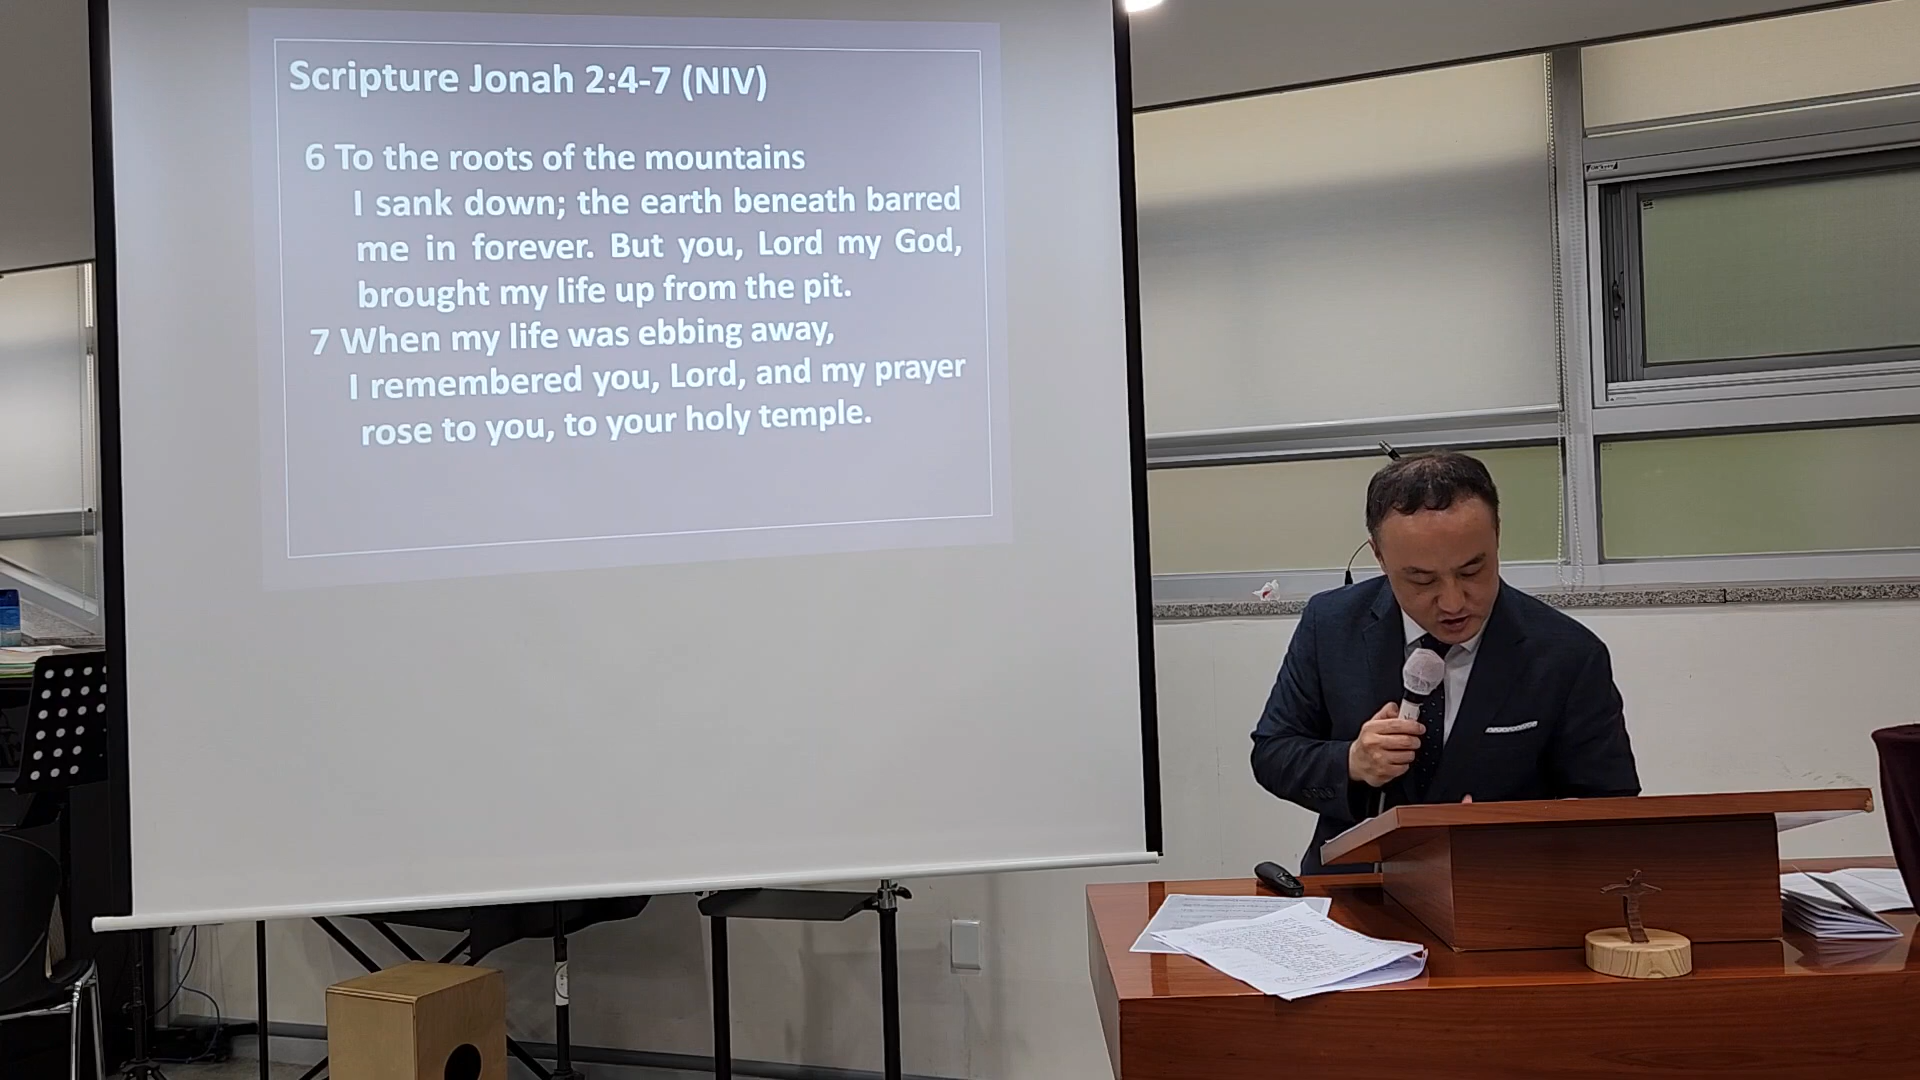 Scripture Jonah 2:4-7 (NIV)
6 To the roots of the mountains
I sank down; the earth beneath barred
me in forever. But you, Lord my God,
brought my life up from the pit.
7 When my life was ebbing away,
I remembered you, Lord, and my prayer
rose to you, to your holy temple.